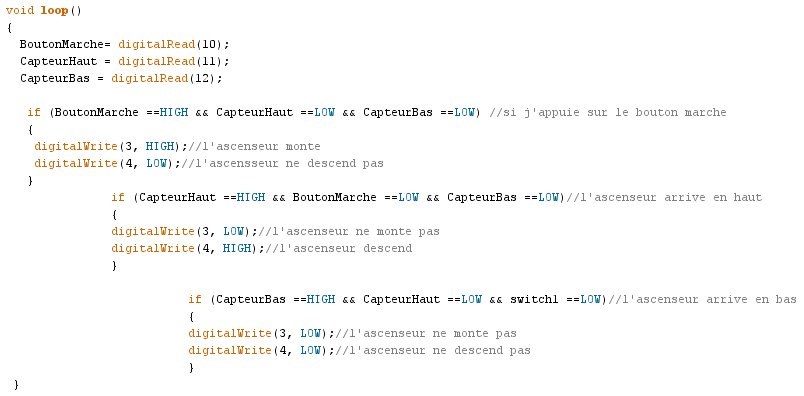 void loop()
{
BoutonMarche= digitalRead(10);
CapteurHaut = digitalRead(11);
CapteurBas = digitalRead(12);
if (BoutonMarche ==HIGH && CapteurHaut ==LOW && CapteurBas ==LOW) //si j'appuie sur le bouton marche
{
digitalWrite(3, HIGH);//l'ascenseur monte
digitalWrite(4, LOW);//l'ascensseur ne descend pas
}
if (CapteurHaut ==HIGH && BoutonMarche ==LOW && CapteurBas ==LOW)//l'ascenseur arrive en haut
{
digitalWrite(3, LOW);//l'ascenseur ne monte pas
digitalWrite(4, HIGH);//l'ascenseur descend
}
if (CapteurBas ==HIGH && CapteurHaut ==LOW && switch1 ==LOW)//l'ascenseur arrive en bas
{
digitalWrite(3, LOW);//l'ascenseur ne monte pas
digitalWrite(4, LOW);//l'ascenseur ne descend pas
}
}